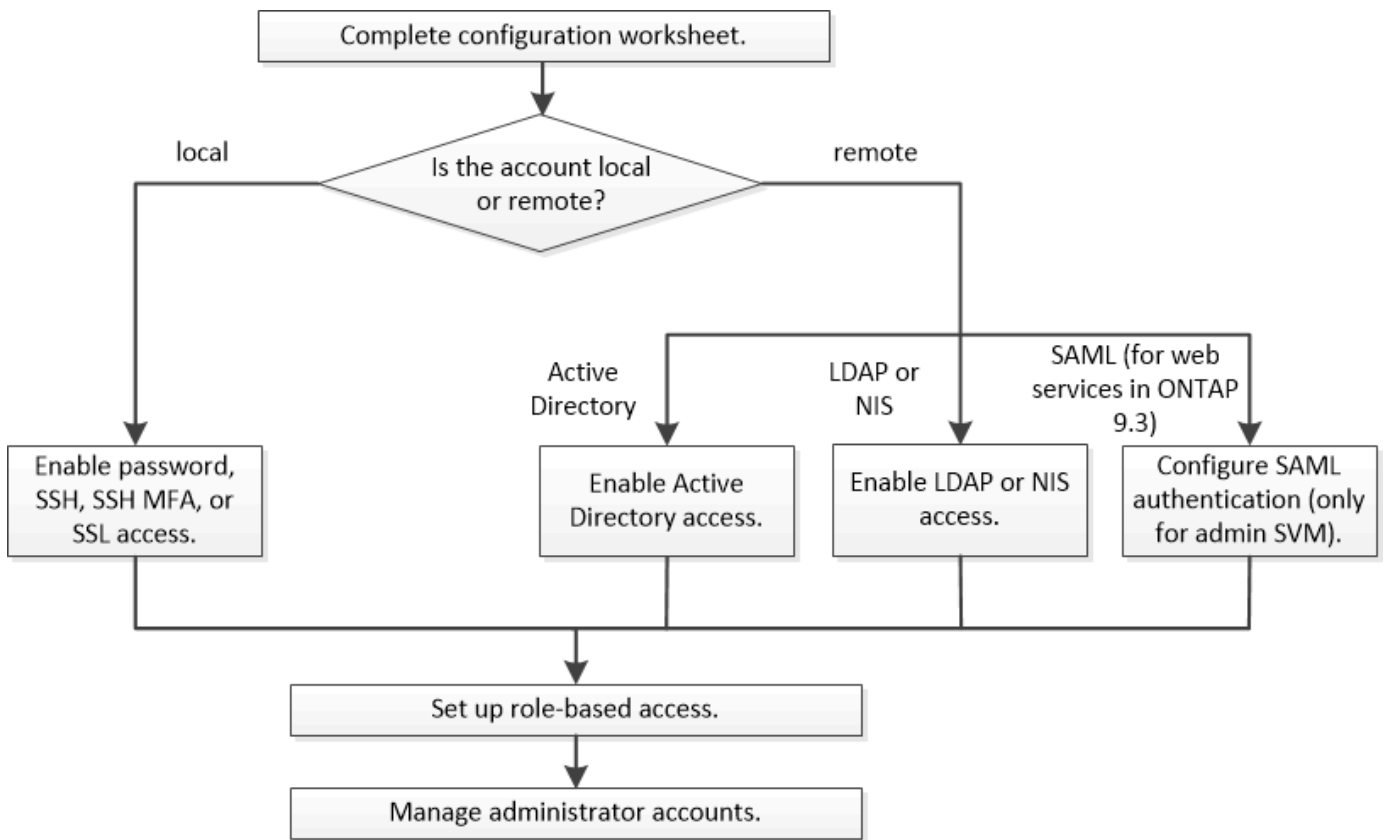 Complete configuration worksheet.
local
remote
Is the account local
or remote?
Active
Directory
LDAP or
NIS
SAML (for web
services in ONTAP
9.3)
Enable password,
SSH, SSH MFA, or
SSL access.
Enable Active
Directory access.
Enable LDAP or NIS
access.
Configure SAML
authentication (only
for admin SVM).
Set up role-based access.
Manage administrator accounts.